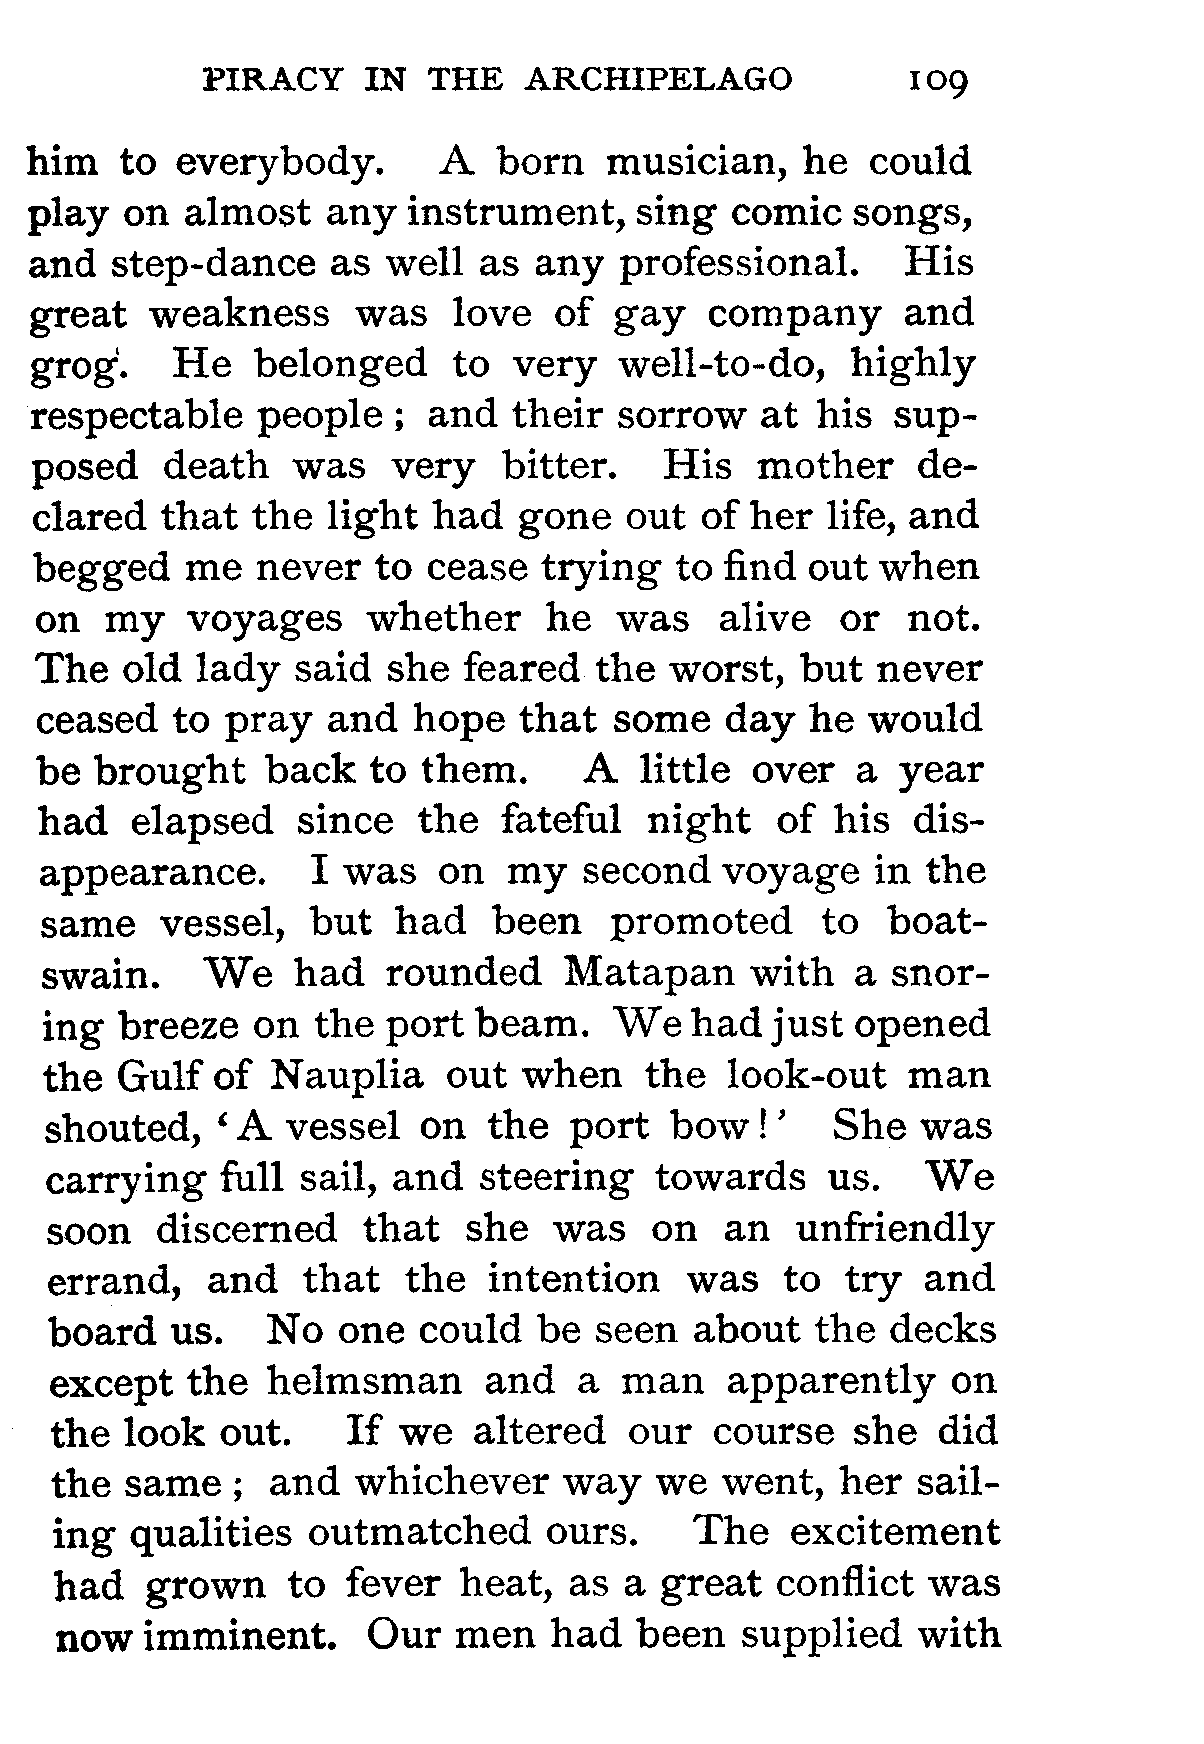 PIRACY IN THE ARCHIPELAGO 109
him to everybody. A born musician, he could
play on almost any instrument, sing comic songs,
and step-dance as well as any professional. His
great weakness was love of gay company and
grog. He belonged to very well-to-do, highly
respectable people ; and their sorrow at his sup-
posed death was very bitter. His mother de-
clared that the light had gone out of her life, and
begged me never to cease trying to find out when
on my voyages whether he was alive or not.
The old lady said she feared the worst, but never
ceased to pray and hope that some day he would
be brought back to them. A little over a year
had elapsed since the fateful night of his dis-
appearance. I was on my second voyage in the
same vessel, but had been promoted to boat-
swain. We had rounded Matapan with a snor-
ing breeze on the port beam. We had just opened
the Gulf of Nauplia out when the look-out man
shouted, ‘ A vessel on the port bow ! ’ She was
carrying full sail, and steering towards us. We
soon discerned that she was on an unfriendly
errand, and that the intention was to try and
board us. No one could be seen about the decks
except the helmsman and a man apparently on
the look out. If we altered our course she did
the same ; and whichever way we went, her sail-
ing qualities outmatched ours. The excitement
had grown to fever heat, as a great conflict was
now imminent. Our men had been supplied with